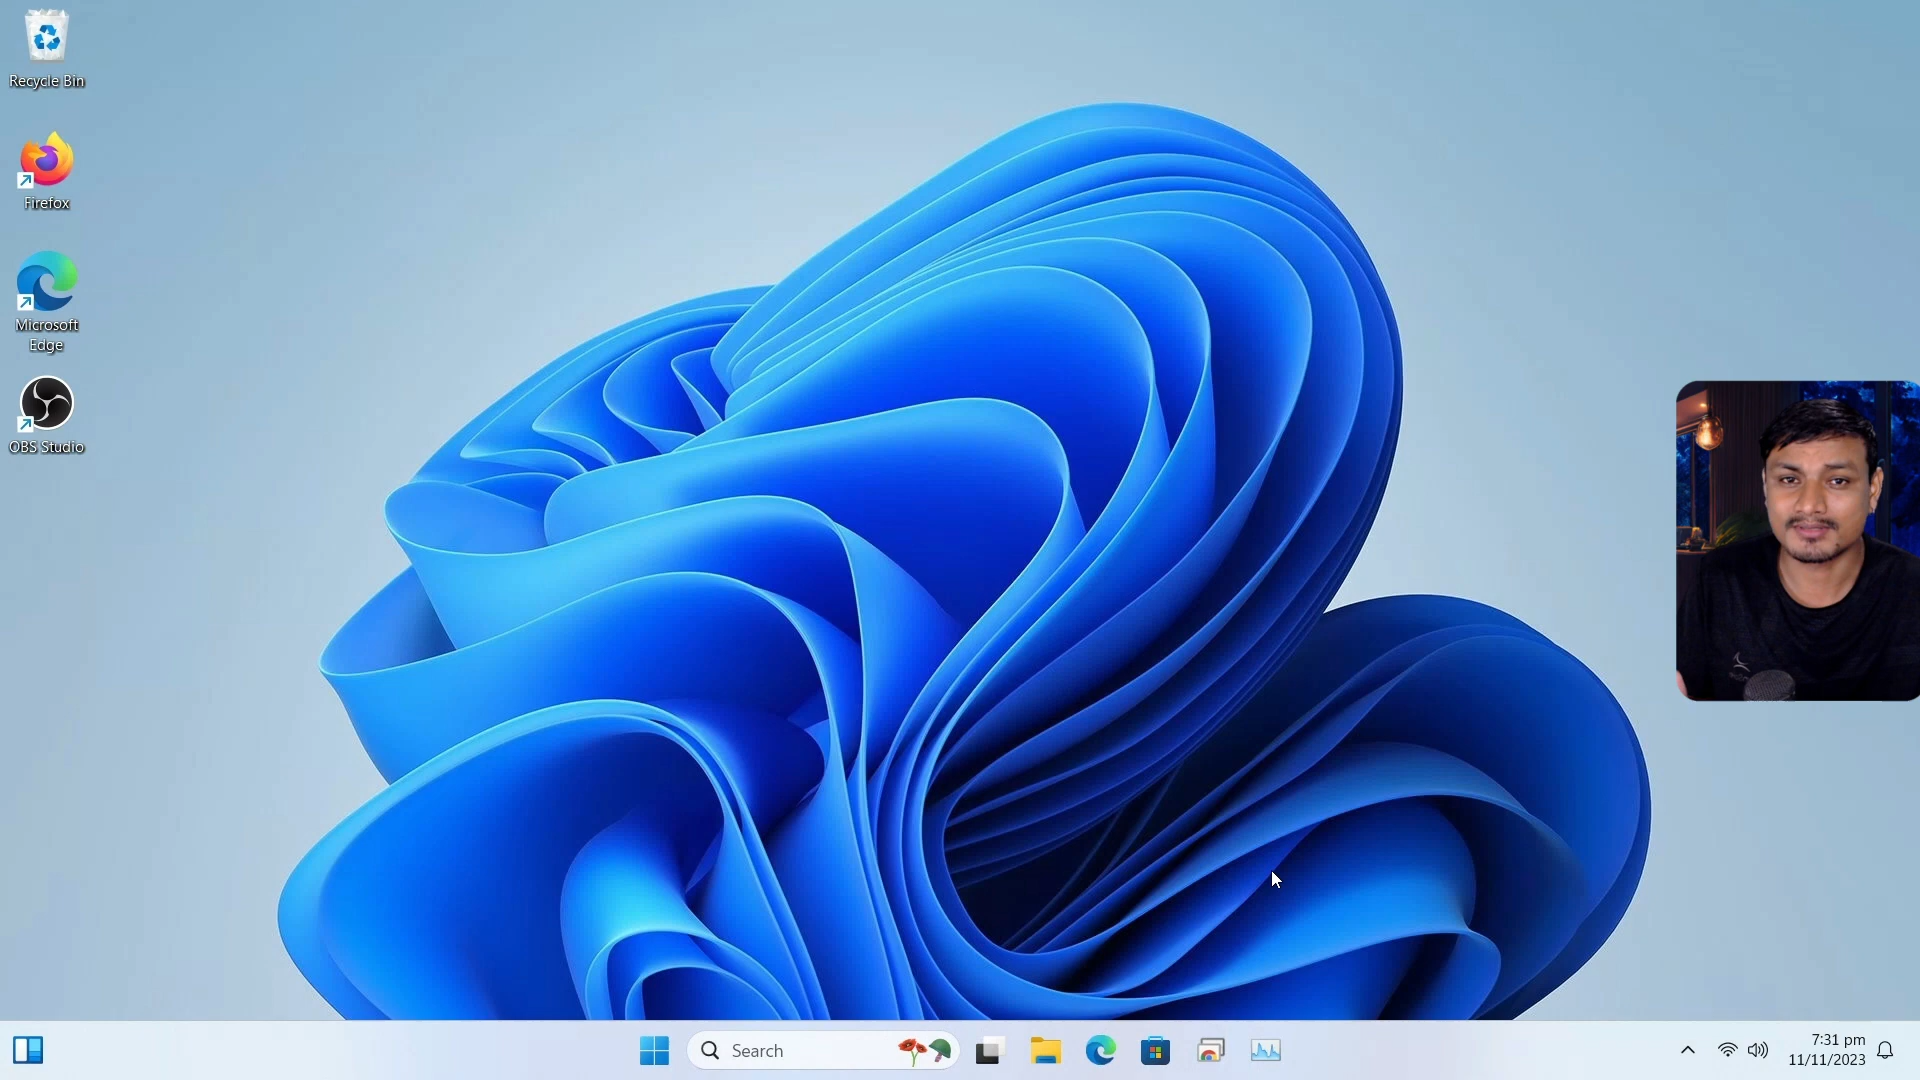 Recycle Bin
Firefox
Microsoft
Edge
OBS Studio
Search
7:31 pm
11/11/2023